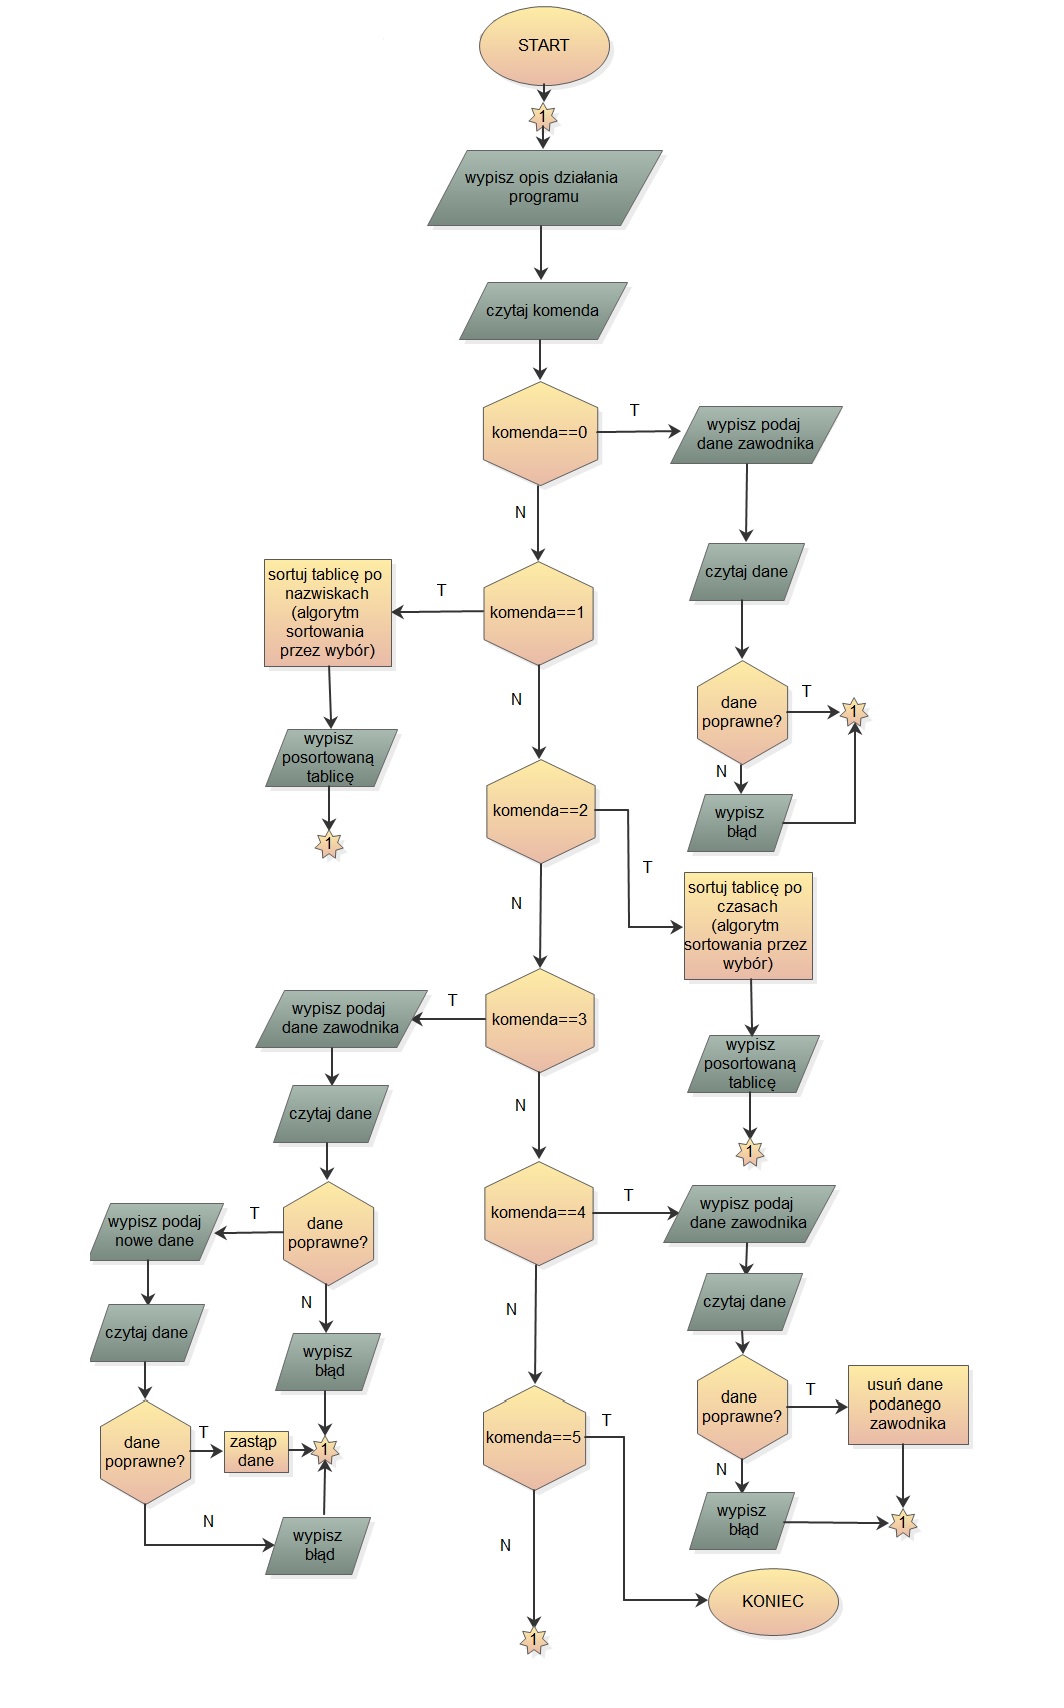 START
1
wypisz opis działania
programu
czytaj komenda
komenda==0
T
wypisz podaj
dane zawodnika
N
czytaj dane
dane
poprawne?
T
1
N
wypisz
błąd
komenda==1
T
sortuj tablicę po
nazwiskach
(algorytm
sortowania
przez wybór)
wypisz
posortowaną
tablicę
1
N
komenda==2
T
sortuj tablicę po
czasach
(algorytm
sortowania przez
wybór)
wypisz
posortowaną
tablicę
1
N
komenda==3
T
wypisz podaj
dane zawodnika
czytaj dane
dane
poprawne?
T
wypisz podaj
nowe dane
czytaj dane
dane
poprawne?
T
zastąp
dane
1
N
wypisz
błąd
N
wypisz
błąd
N
komenda==4
T
wypisz podaj
dane zawodnika
czytaj dane
dane
poprawne?
T
usuń dane
podanego
zawodnika
N
wypisz
błąd
1
N
komenda==5
T
KONIEC
N
1